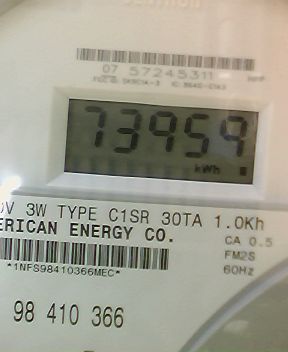 07 57245311
73959
kWh
V 3W TYPE C1SR 30TA 1.0Kh
ERICAN ENERGY CO.
CA 0.5
*1NFS98410366MEC*
FM2S
60Hz
98 410 366